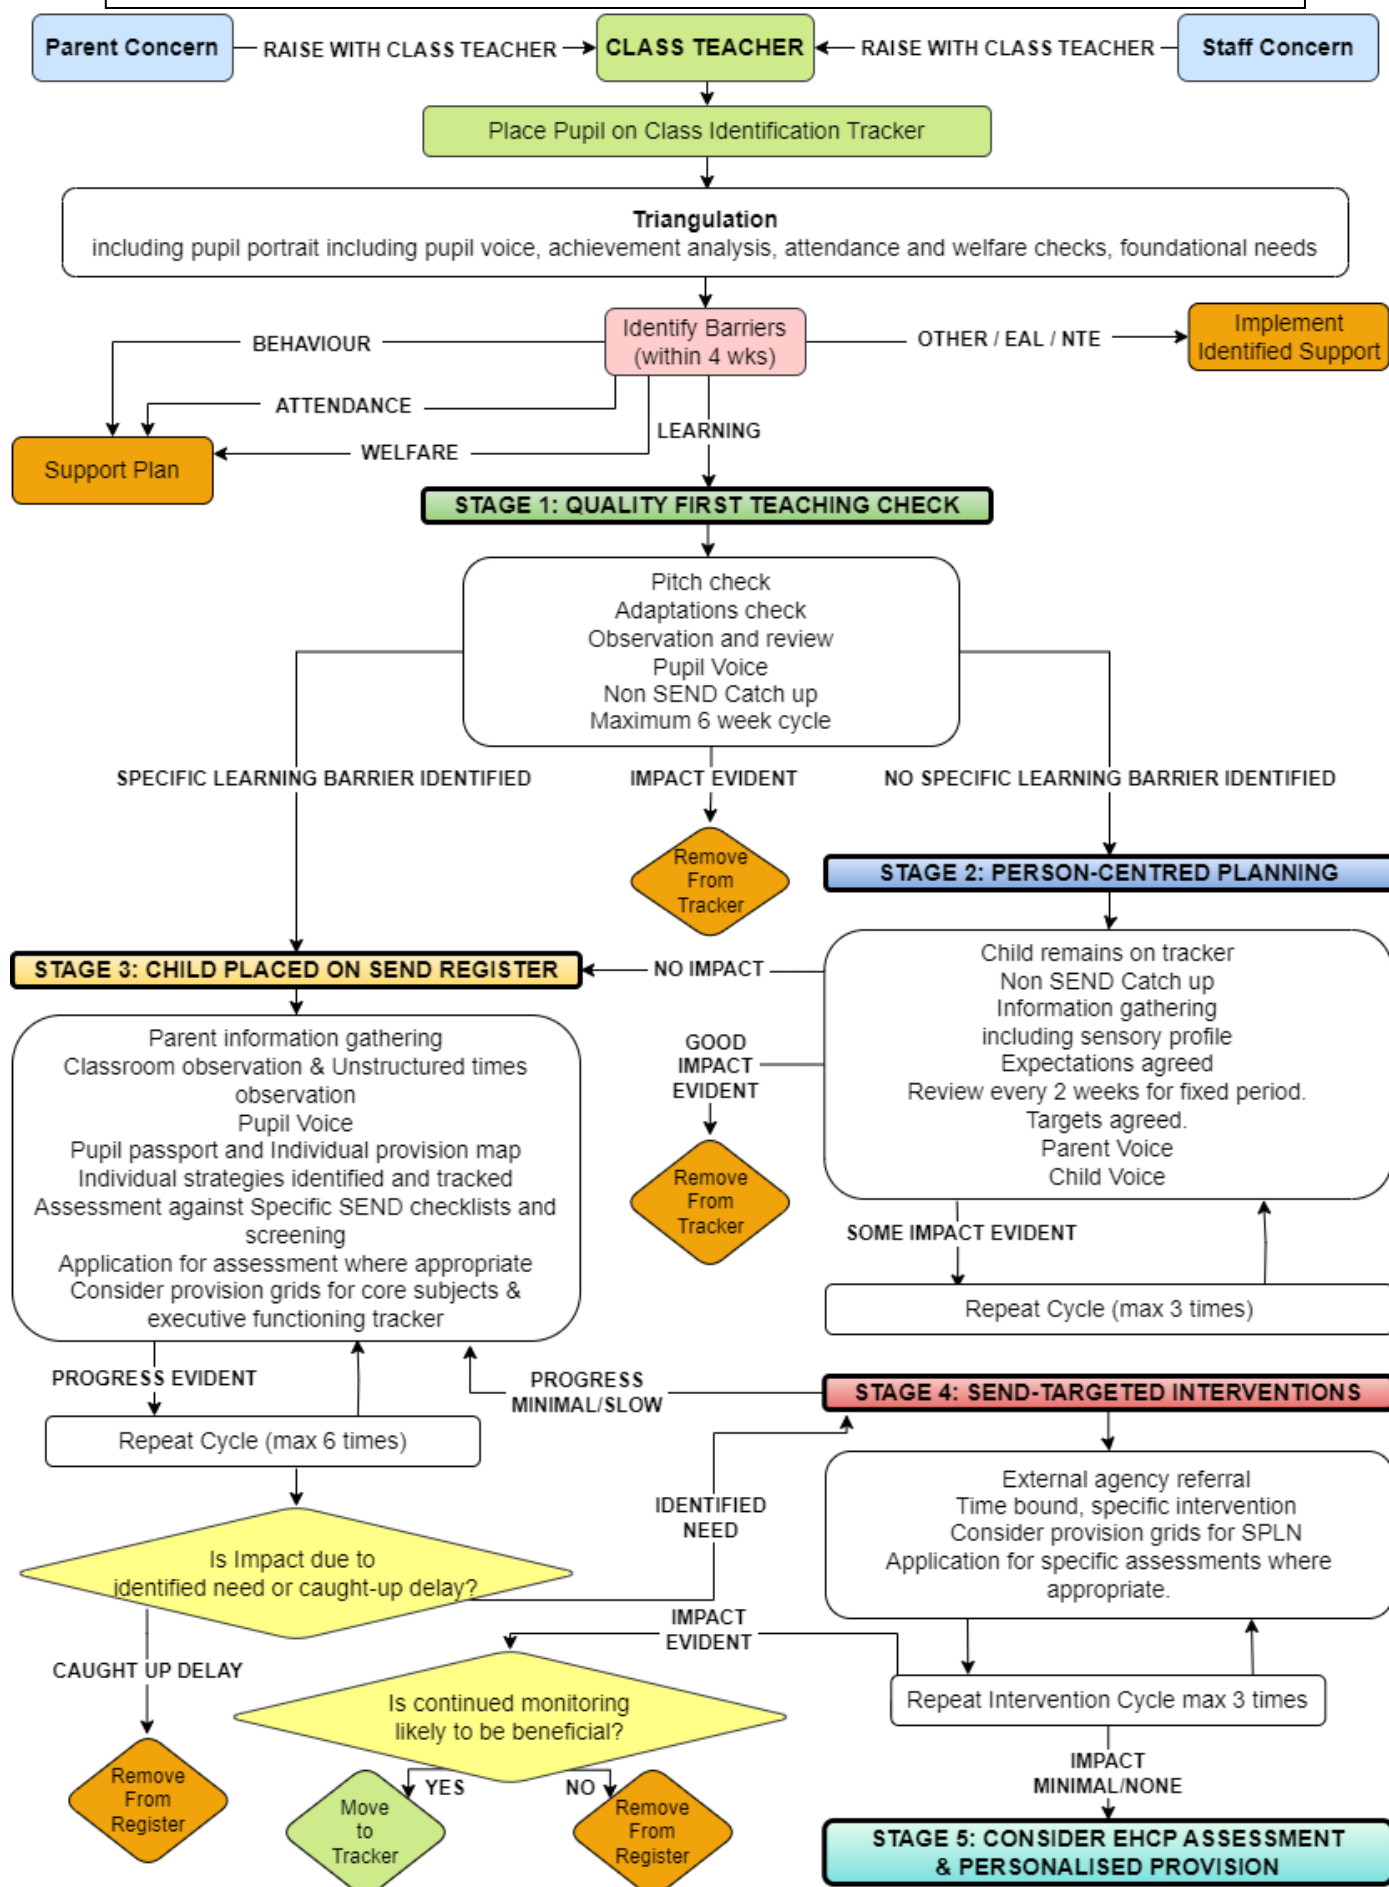 Parent Concern
RAISE WITH CLASS TEACHER
CLASS TEACHER
RAISE WITH CLASS TEACHER
Staff Concern
Place Pupil on Class Identification Tracker
Triangulation
including pupil portrait including pupil voice, achievement analysis, attendance and welfare checks, foundational needs
Identify Barriers
(within 4 wks)
BEHAVIOUR
OTHER / EAL / NTE
Implement
Identified Support
ATTENDANCE
LEARNING
WELFARE
Support Plan
STAGE 1: QUALITY FIRST TEACHING CHECK
Pitch check
Adaptations check
Observation and review
Pupil Voice
Non SEND Catch up
Maximum 6 week cycle
SPECIFIC LEARNING BARRIER IDENTIFIED
IMPACT EVIDENT
NO SPECIFIC LEARNING BARRIER IDENTIFIED
Remove
From
Tracker
STAGE 2: PERSON-CENTRED PLANNING
Child remains on tracker
Non SEND Catch up
Information gathering
including sensory profile
Expectations agreed
Review every 2 weeks for fixed period.
Targets agreed.
Parent Voice
Child Voice
NO IMPACT
STAGE 3: CHILD PLACED ON SEND REGISTER
GOOD
IMPACT
EVIDENT
Remove
From
Tracker
Parent information gathering
Classroom observation & Unstructured times
observation
Pupil Voice
Pupil passport and Individual provision map
Individual strategies identified and tracked
Assessment against Specific SEND checklists and
screening
Application for assessment where appropriate
Consider provision grids for core subjects &
executive functioning tracker
SOME IMPACT EVIDENT
Repeat Cycle (max 3 times)
PROGRESS EVIDENT
PROGRESS
MINIMAL/SLOW
STAGE 4: SEND-TARGETED INTERVENTIONS
Repeat Cycle (max 6 times)
IDENTIFIED
NEED
External agency referral
Time bound, specific intervention
Consider provision grids for SPLN
Application for specific assessments where
appropriate.
Is Impact due to
identified need or caught-up delay?
IMPACT
EVIDENT
CAUGHT UP DELAY
Is continued monitoring
likely to be beneficial?
Repeat Intervention Cycle max 3 times
Remove
From
Register
YES
NO
Move
to
Tracker
Remove
From
Register
IMPACT
MINIMAL/NONE
STAGE 5: CONSIDER EHCP ASSESSMENT
& PERSONALISED PROVISION